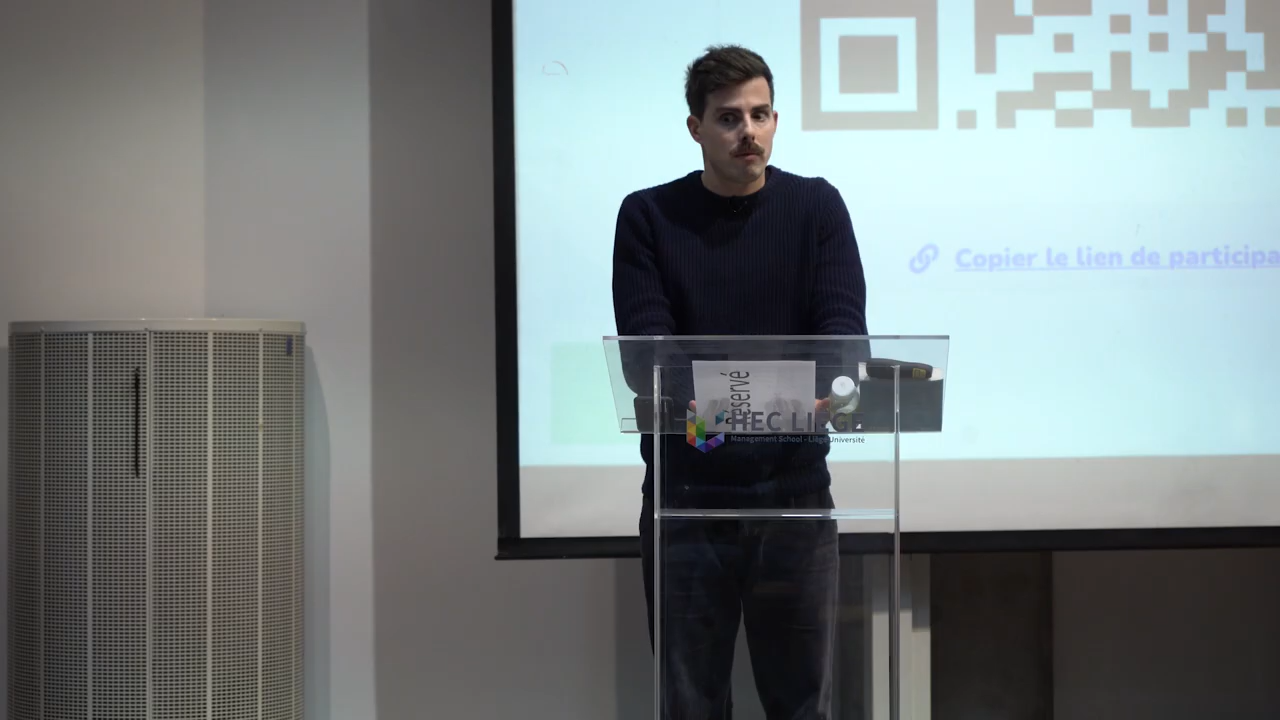 Copier le lien de participa
Réservé
HEC LIÈGE
Management School - Liège Université